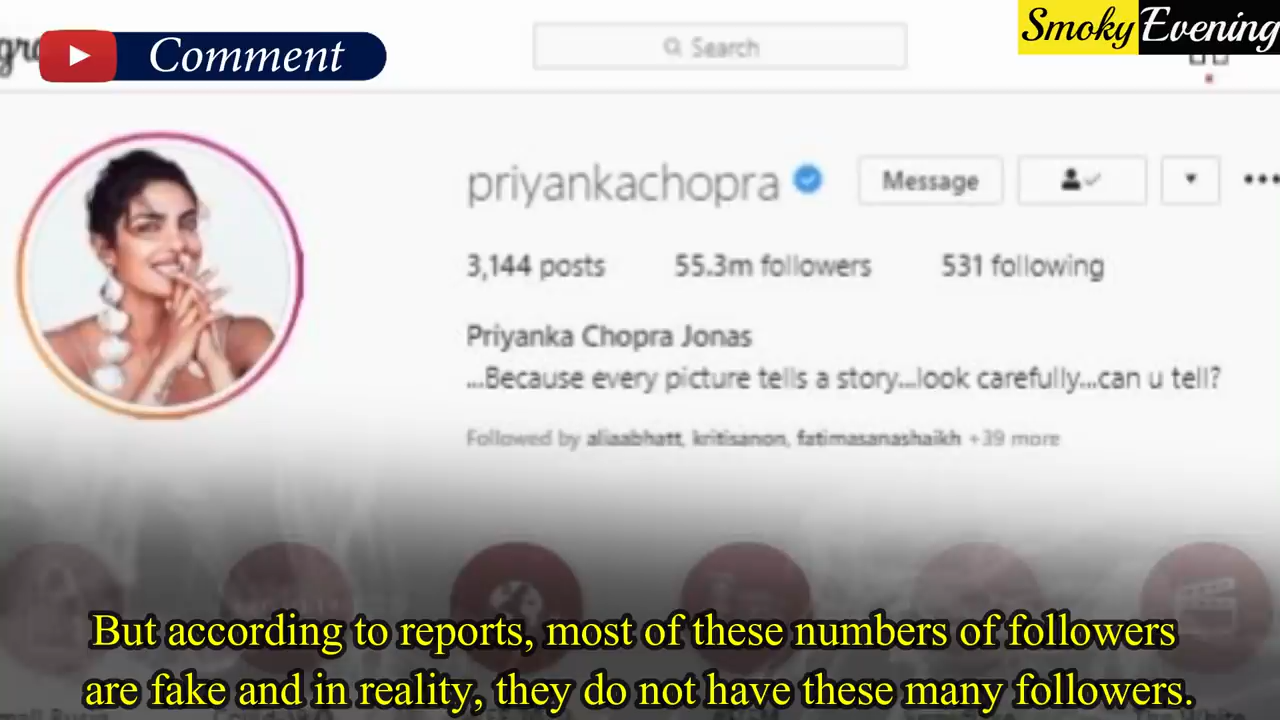 Comment
Search
Smoky Evening
priyankachopra
Message
3,144 posts 55.3m followers 531 following
Priyanka Chopra Jonas
...Because every picture tells a story...look carefully...can u tell?
Followed by aliaabhatt, kritisanon, fatimasanashaikh +39 more
But according to reports, most of these numbers of followers
are fake and in reality, they do not have these many followers.